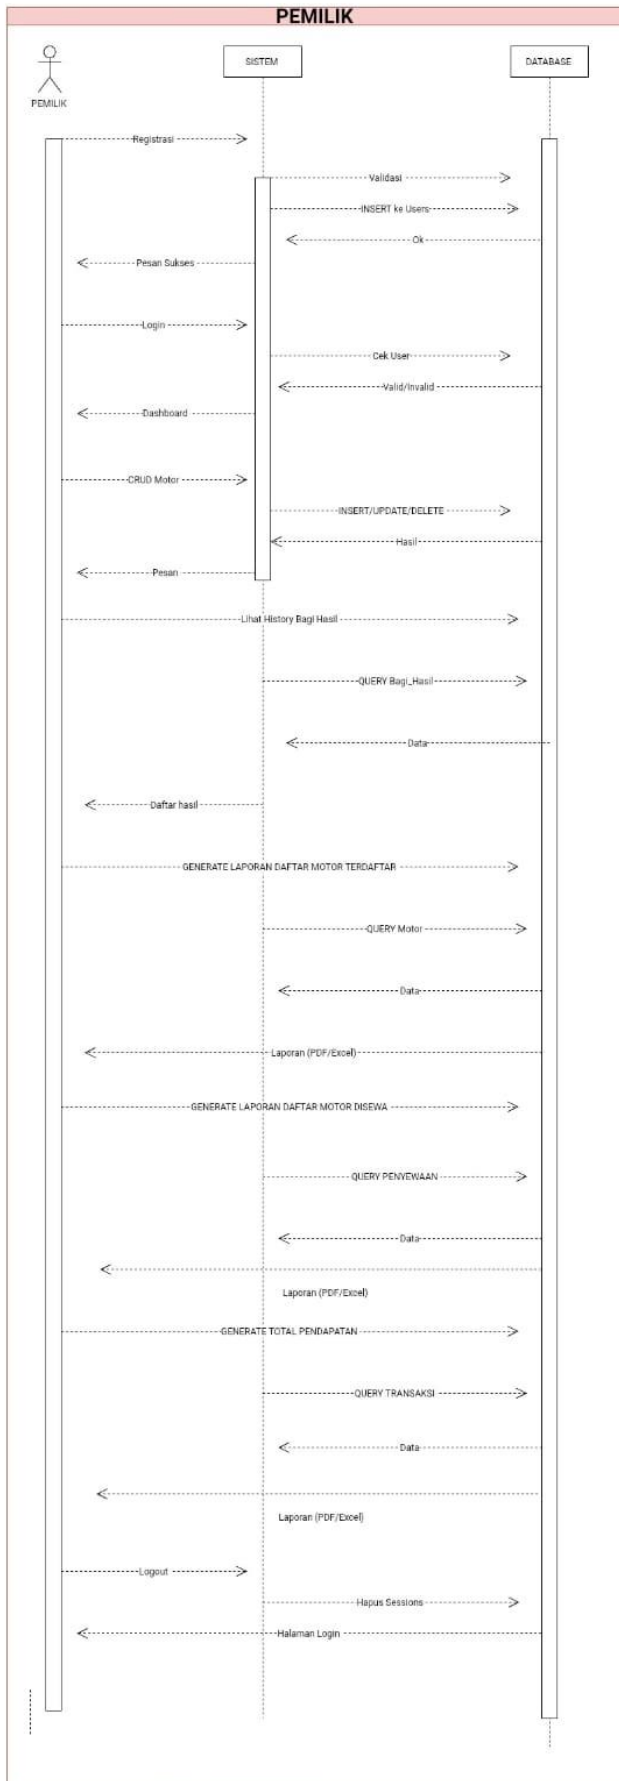 PEMILIK
SISTEM
DATABASE
PEMILIK
Registrasi
Validasi
INSERT ke Users
Ok
Pesan Sukses
Login
Cek User
Valid/Invalid
Dashboard
CRUD Motor
INSERT/UPDATE/DELETE
Hasil
Pesan
Lihat History Bagi Hasil
QUERY Bagi_Hasil
Data
Daftar hasil
GENERATE LAPORAN DAFTAR MOTOR TERDAFTAR
QUERY Motor
Data
Laporan (PDF/Excel)
GENERATE LAPORAN DAFTAR MOTOR DISEWA
QUERY PENYEWAAN
Data
Laporan (PDF/Excel)
GENERATE TOTAL PENDAPATAN
QUERY TRANSAKSI
Data
Laporan (PDF/Excel)
Logout
Hapus Sessions
Halaman Login